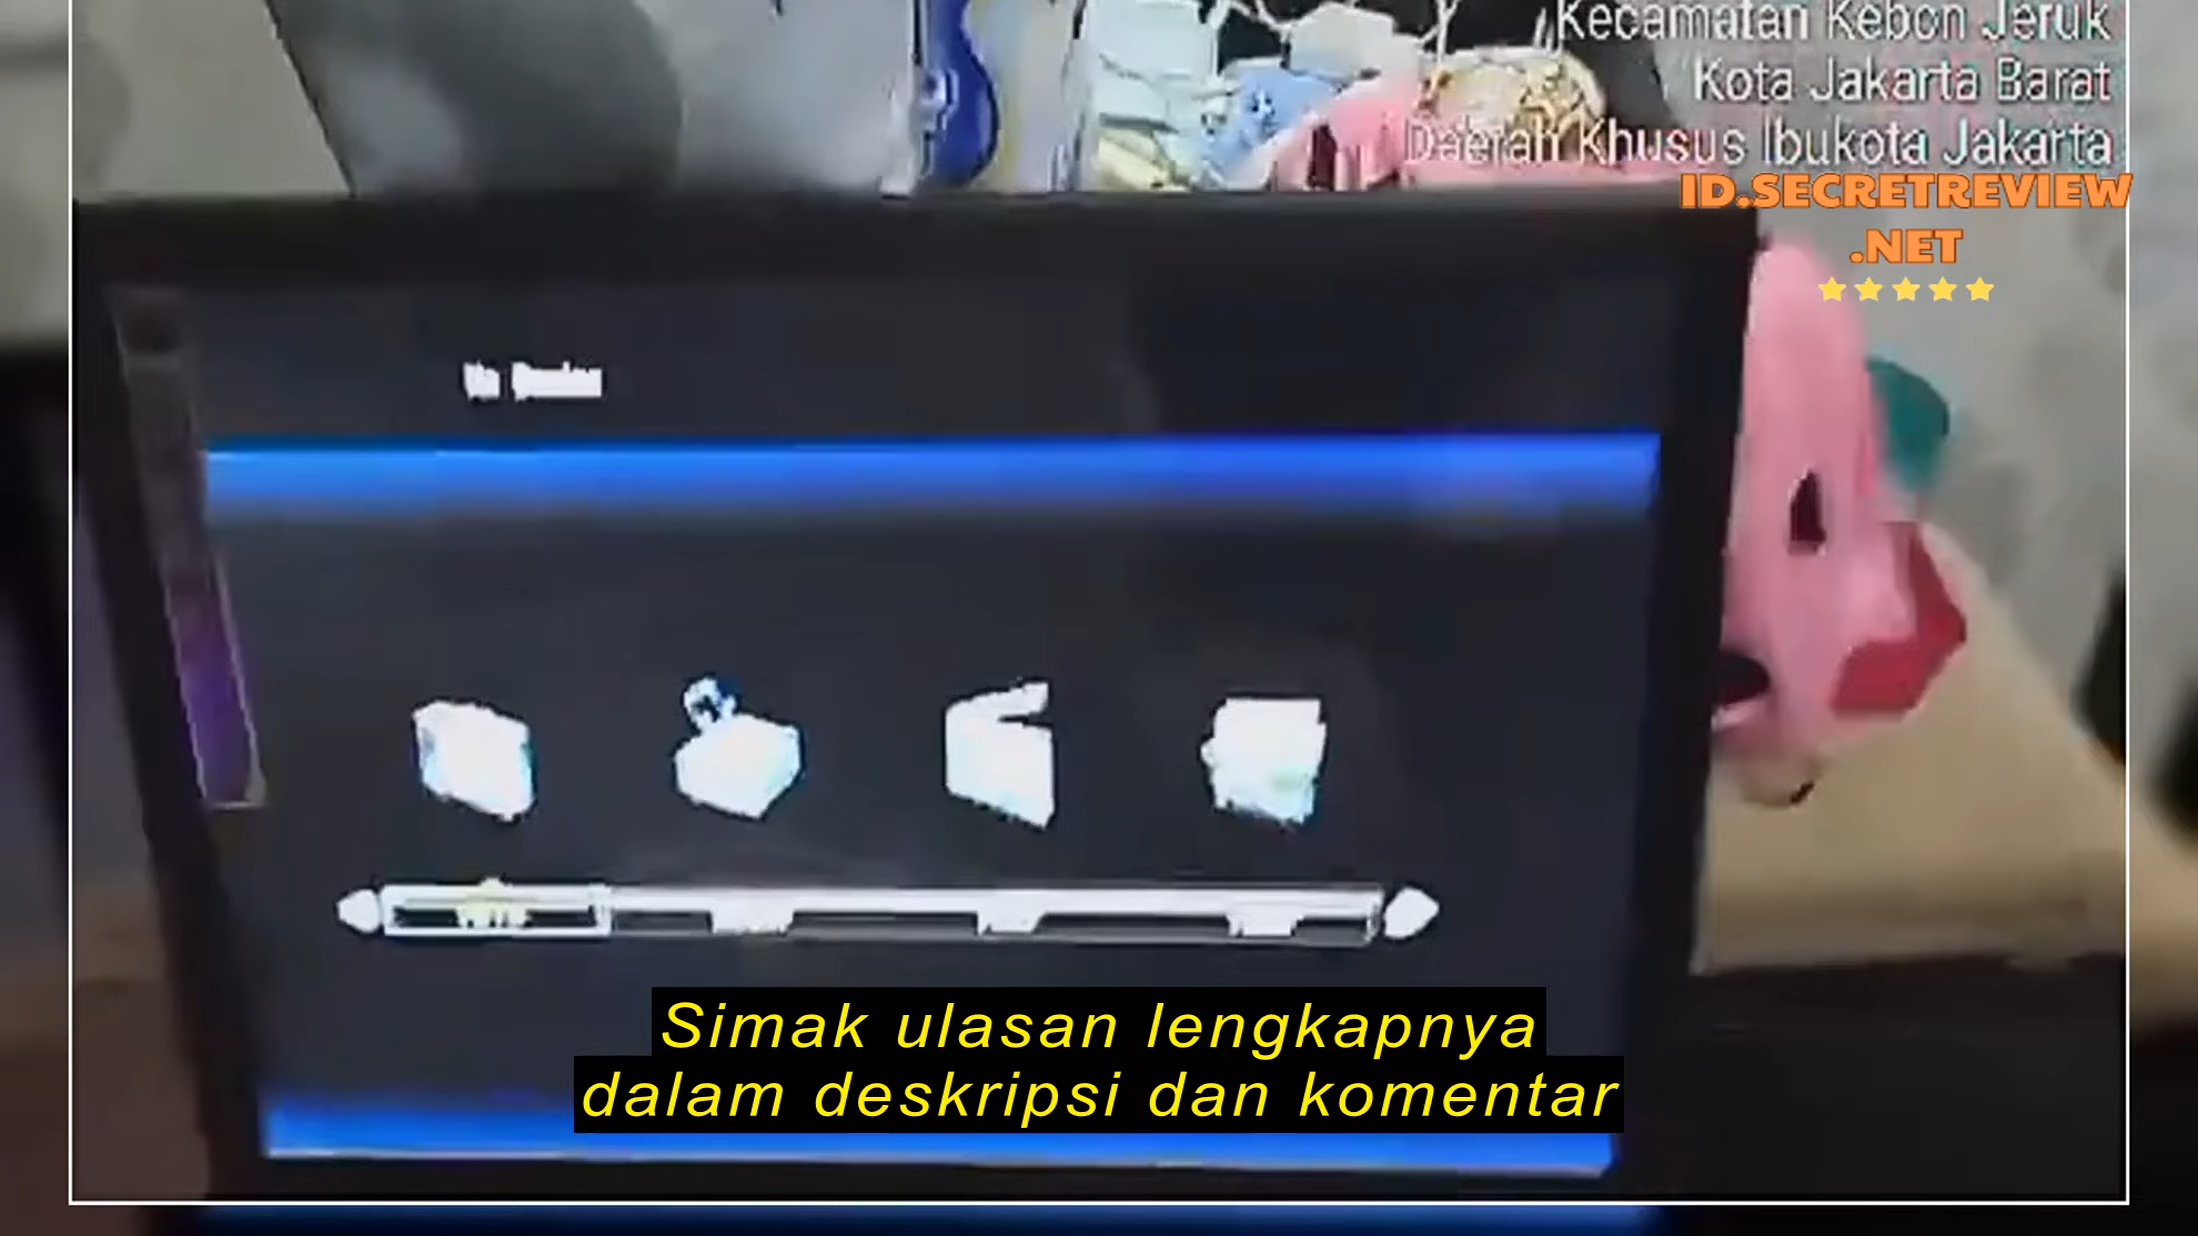 Kecamatan Kebon Jeruk
Kota Jakarta Barat
Daerah Khusus Ibukota Jakarta
ID.SECRETREVIEW
.NET
Simak ulasan lengkapnya
dalam deskripsi dan komentar